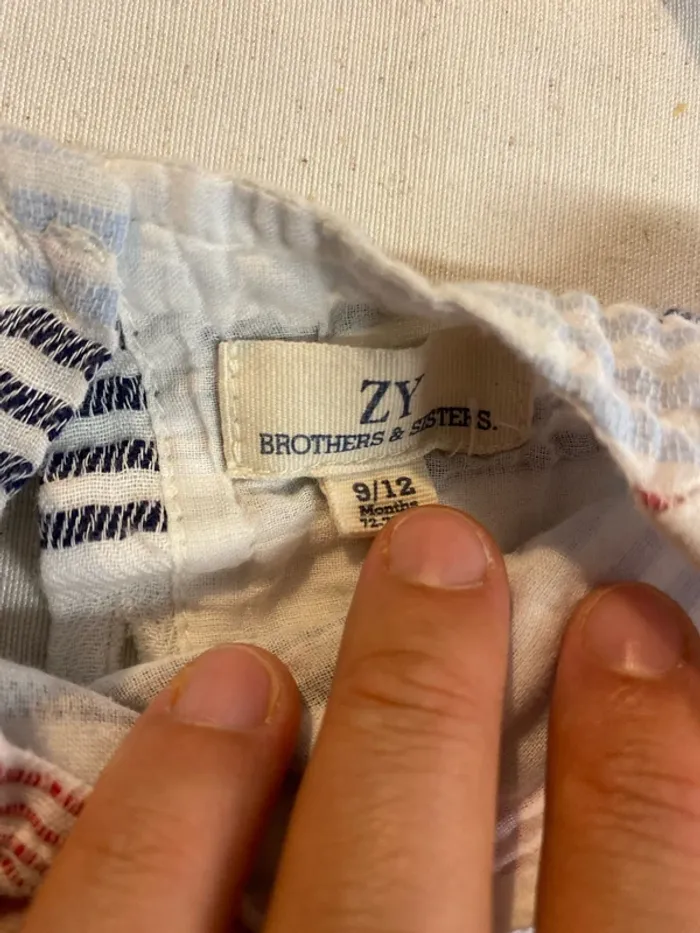 ZY
BROTHERS & SISTERS.
9/12
Months